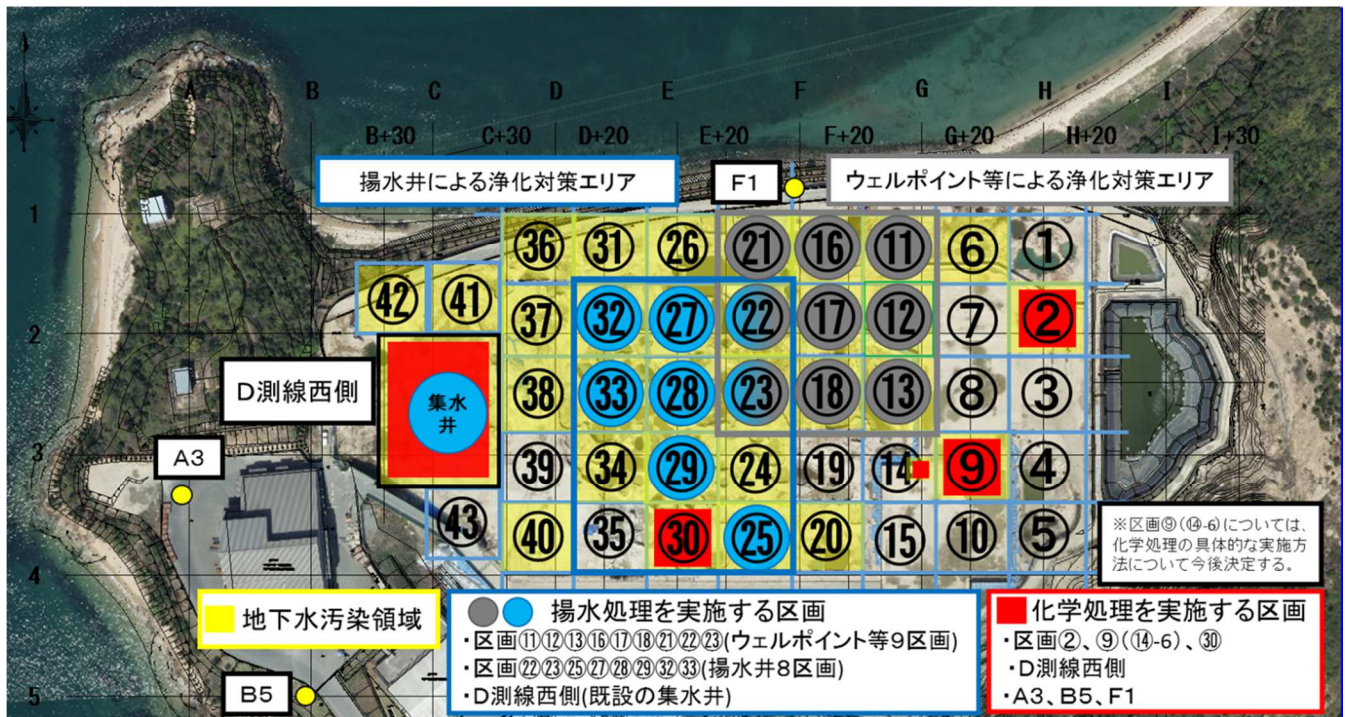 A B C D E F G H I
B+30 C+30 D+20 E+20 F+20 G+20 H+20 I+30
揚水井による浄化対策エリア
F1
ウェルポイント等による浄化対策エリア
1
㊱ ㉛ ㉖ ㉑ ⑯ ⑪ ⑥ ①
㊷ ㊶
2
㊲ ㉜ ㉗ ㉒ ⑰ ⑫ ⑦ ②
D測線西側
集水
井
㊳ ㉝ ㉘ ㉓ ⑱ ⑬ ⑧ ③
3
A3
㊴ ㉞ ㉙ ㉔ ⑲ ⑭ ⑨ ④
㊸ ㊵ ㉟ ㉚ ㉕ ⑳ ⑮ ⑩ ⑤
※区画⑨(⑭-6)については、
化学処理の具体的な実施方
法について今後決定する。
4
地下水汚染領域
揚水処理を実施する区画
・区画⑪⑫⑬⑯⑰⑱㉑㉒㉓(ウェルポイント等9区画)
・区画㉒㉓㉕㉗㉘㉙㉜㉝(揚水井8区画)
・D測線西側(既設の集水井)
化学処理を実施する区画
・区画②、⑨(⑭-6)、㉚
・D測線西側
・A3、B5、F1
5
B5